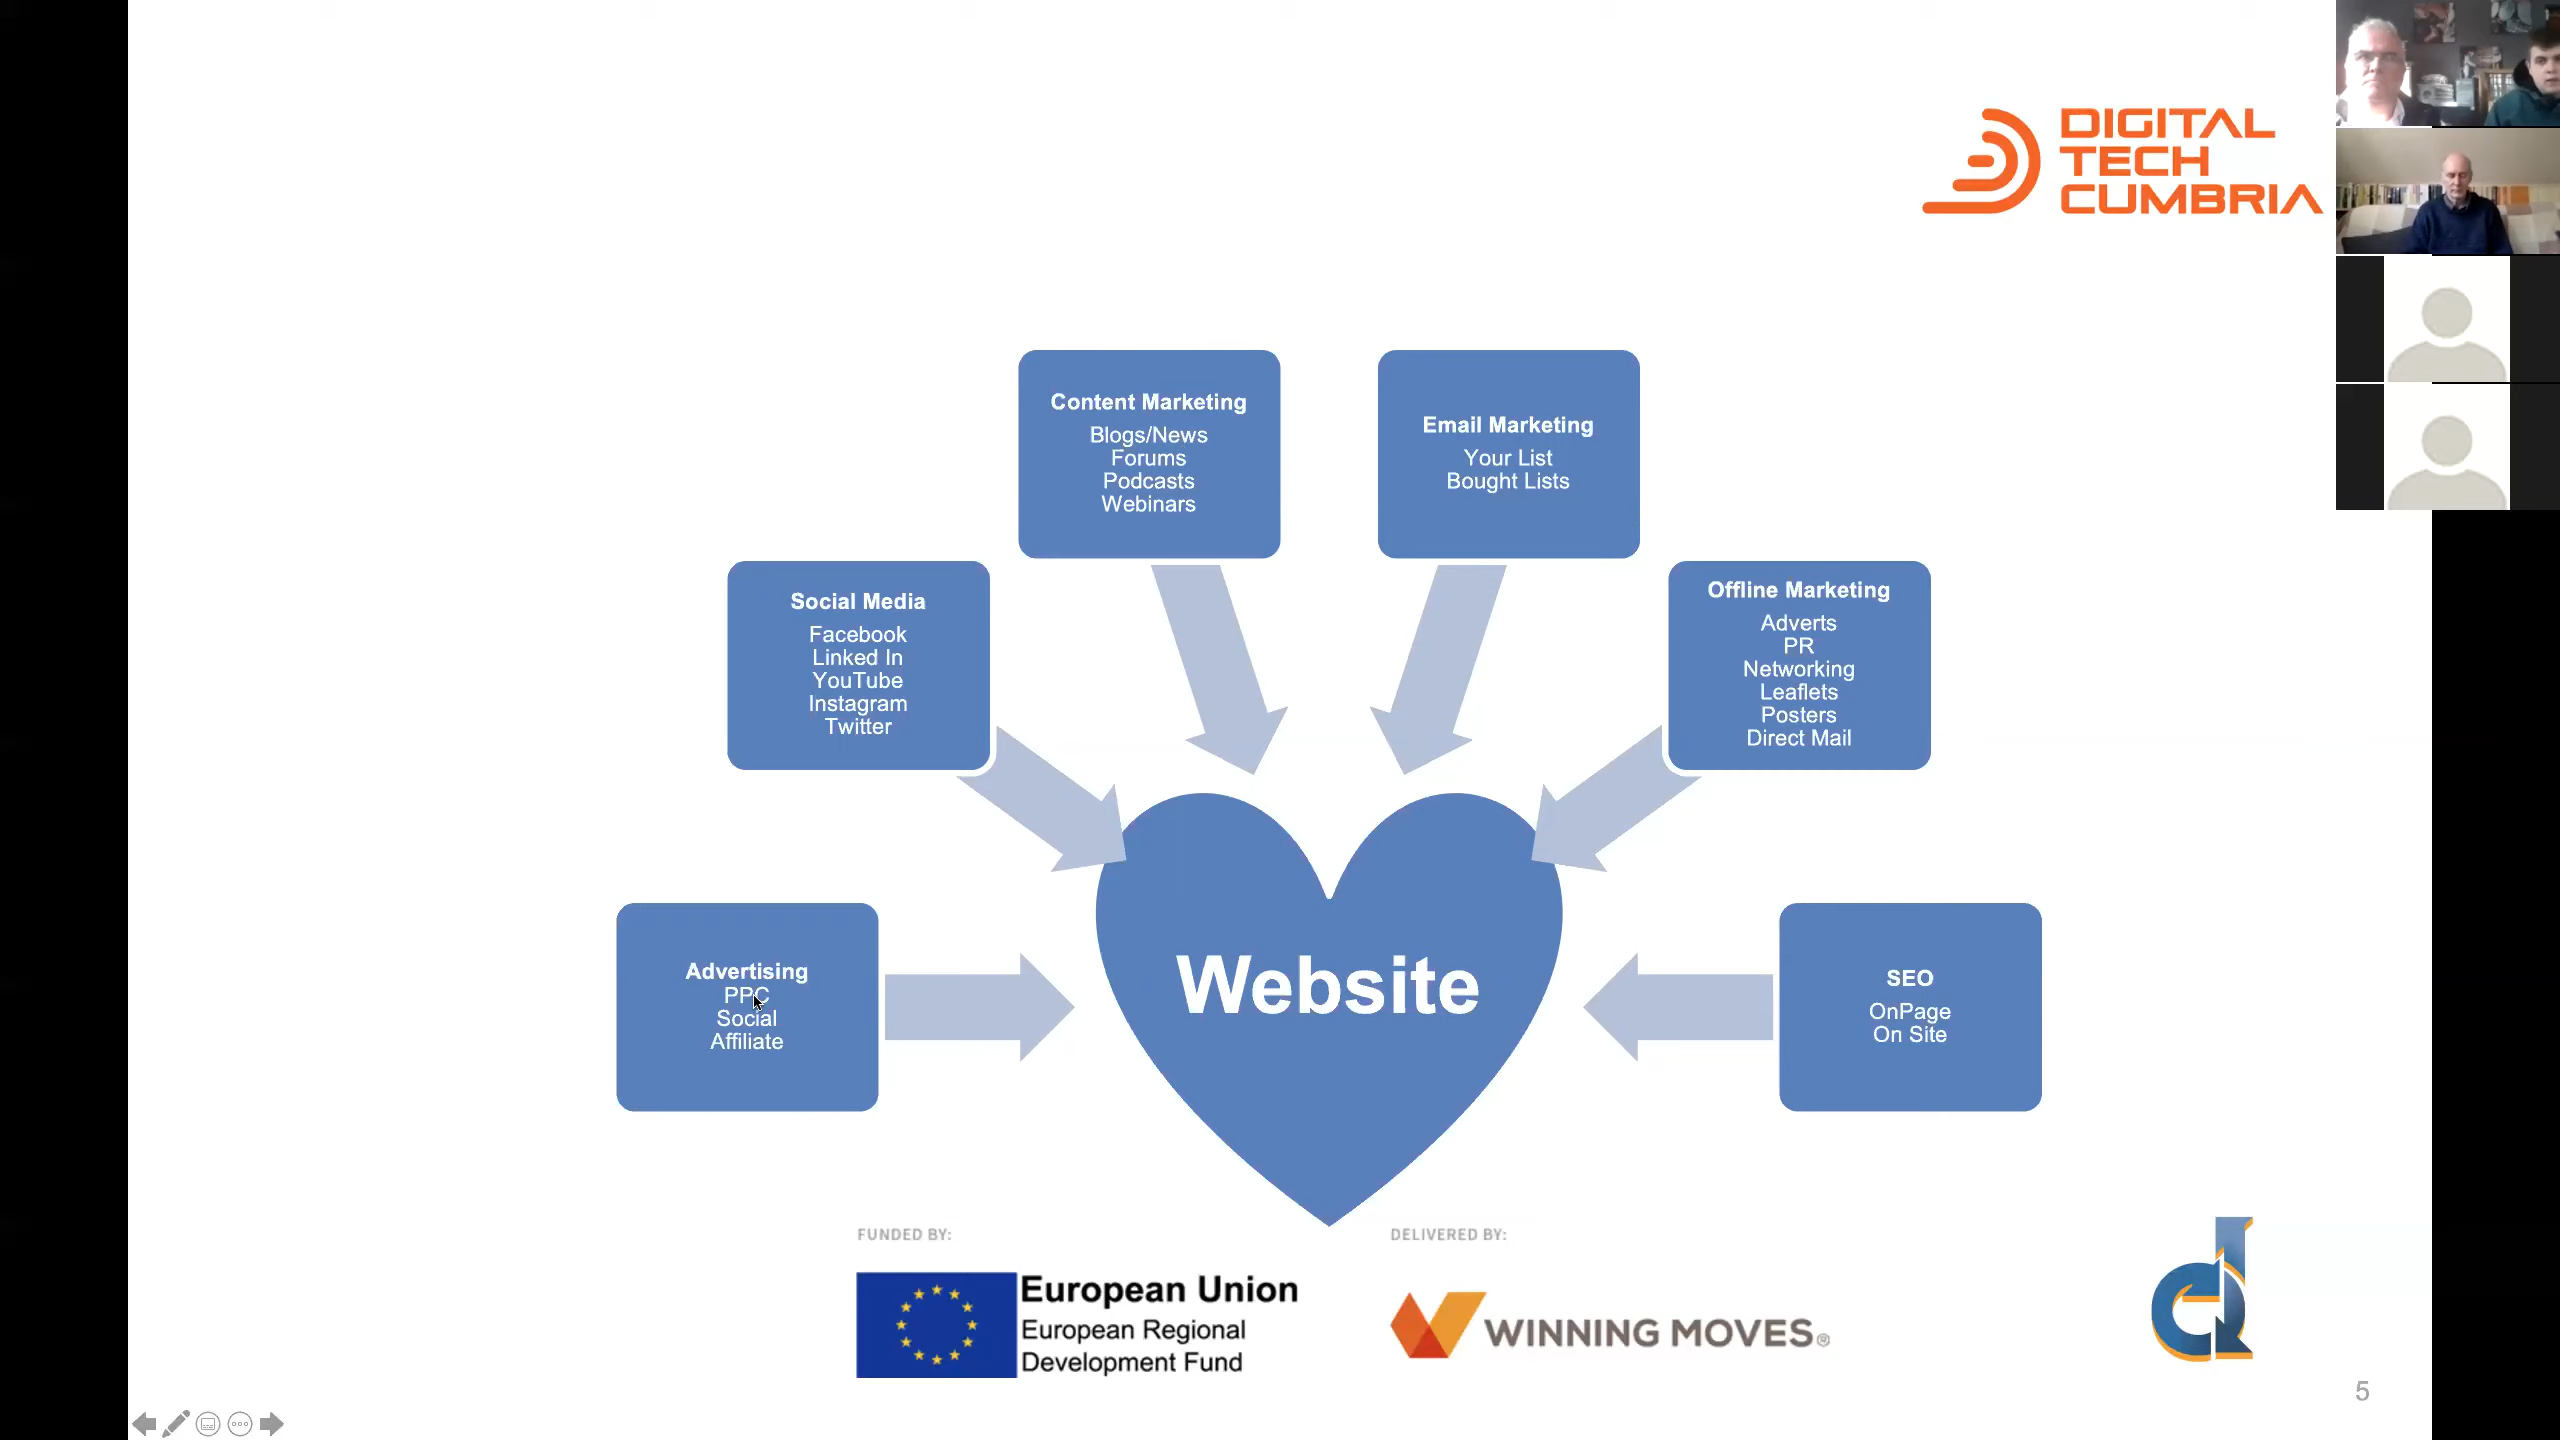 DIGITAL
TECH
CUMBRIA
Content Marketing
Blogs/News
Forums
Podcasts
Webinars
Email Marketing
Your List
Bought Lists
Social Media
Facebook
Linked In
YouTube
Instagram
Twitter
Offline Marketing
Adverts
PR
Networking
Leaflets
Posters
Direct Mail
Advertising
PPC
Social
Affiliate
Website
SEO
OnPage
On Site
FUNDED BY:
European Union
European Regional
Development Fund
DELIVERED BY:
WINNING MOVES®
5